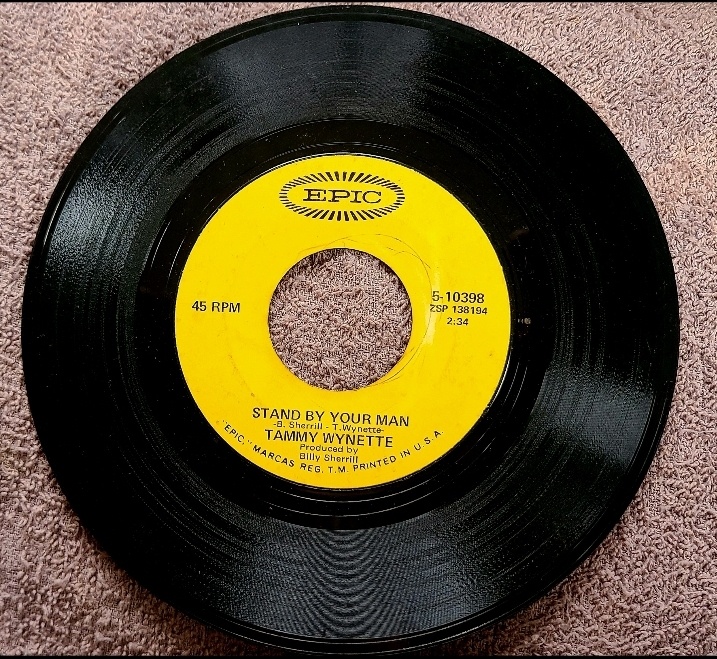 EPIC
45 RPM
5-10398
ZSP 138194
2:34
STAND BY YOUR MAN
-B. Sherrill - T. Wynette-
TAMMY WYNETTE
Produced by
Billy Sherrill
"EPIC," MARCAS REG. T.M. PRINTED IN U.S.A.